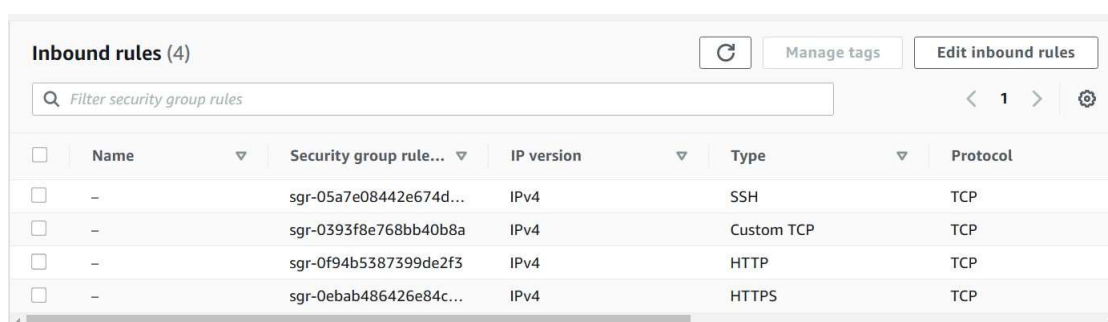 Inbound rules (4) Manage tags Edit inbound rules
Filter security group rules 1
Name Security group rule... IP version Type Protocol
– sgr-05a7e08442e674d... IPv4 SSH TCP
– sgr-0393f8e768bb40b8a IPv4 Custom TCP TCP
– sgr-0f94b5387399de2f3 IPv4 HTTP TCP
– sgr-0ebab486426e84c... IPv4 HTTPS TCP